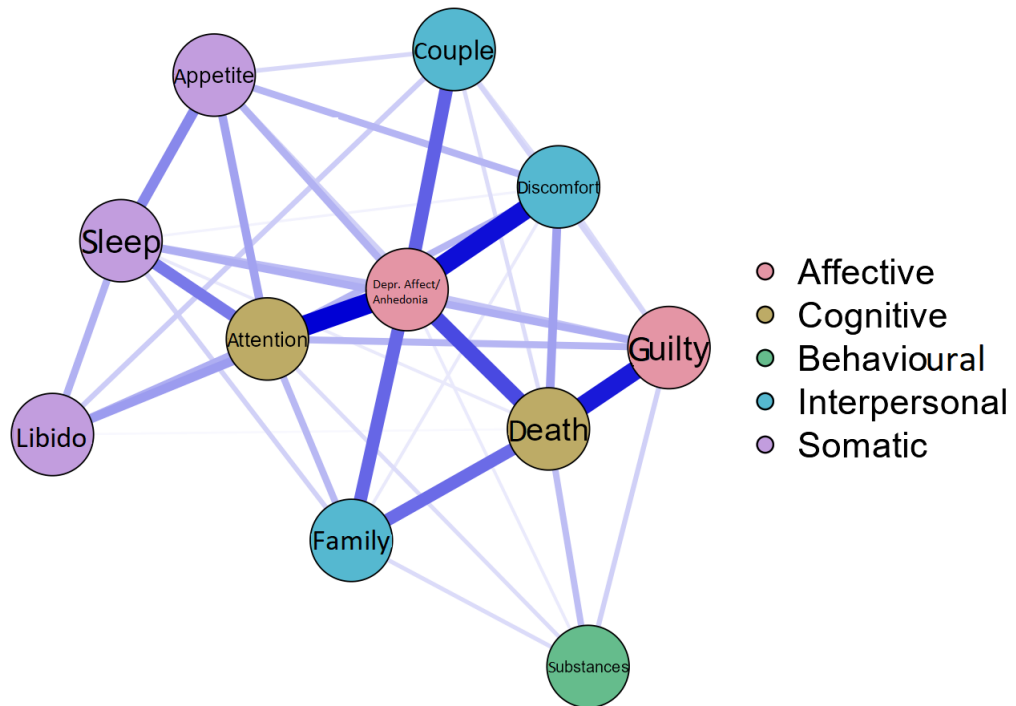 Couple
Appetite
Discomfort
Sleep
Depr. Affect/
Anhedonia
Attention
Guilty
Death
Libido
Family
Substances
Affective
Cognitive
Behavioural
Interpersonal
Somatic